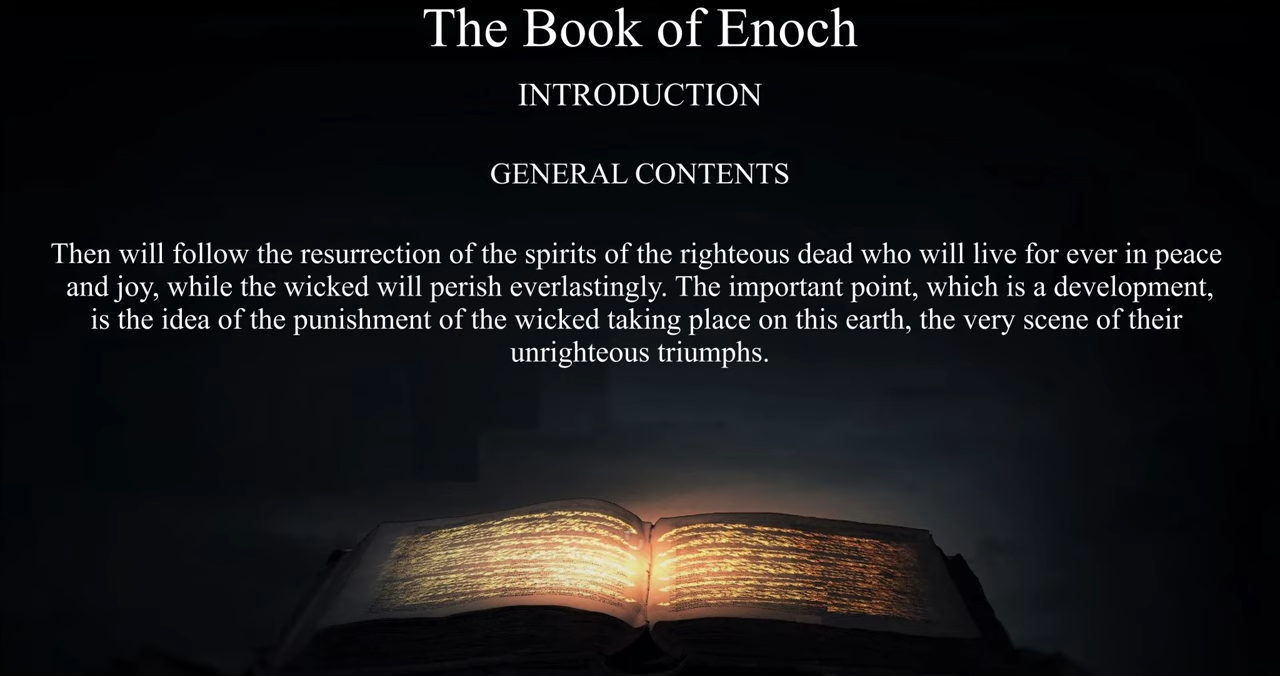 The Book of Enoch
INTRODUCTION
GENERAL CONTENTS
Then will follow the resurrection of the spirits of the righteous dead who will live for ever in peace
and joy, while the wicked will perish everlastingly. The important point, which is a development,
is the idea of the punishment of the wicked taking place on this earth, the very scene of their
unrighteous triumphs.